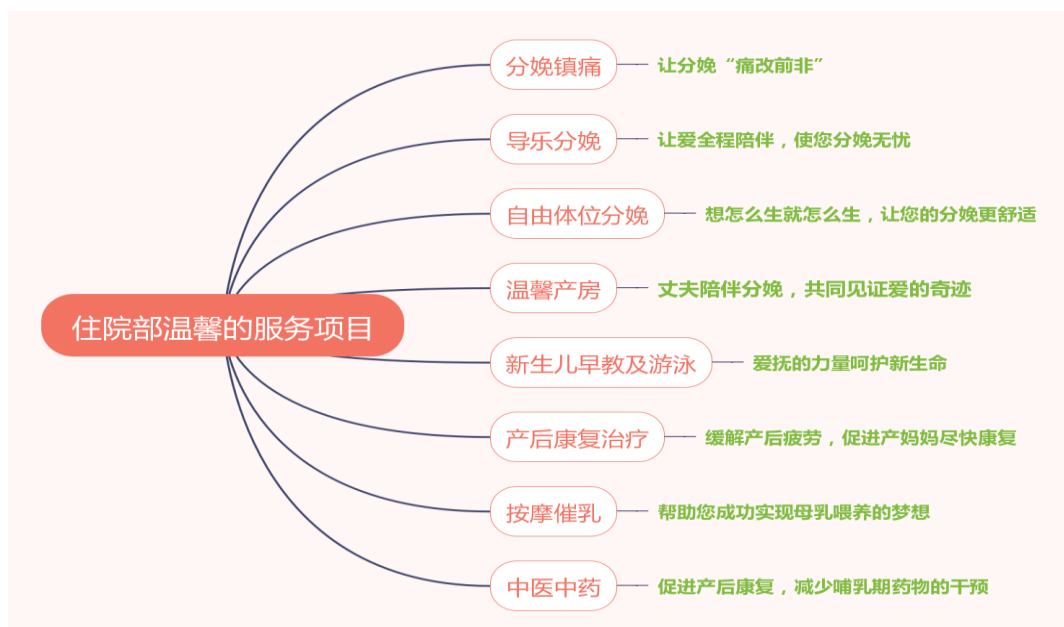 分娩镇痛
让分娩“痛改前非”
导乐分娩
让爱全程陪伴，使您分娩无忧
自由体位分娩
想怎么生就怎么生，让您的分娩更舒适
温馨产房
丈夫陪伴分娩，共同见证爱的奇迹
住院部温馨的服务项目
新生儿早教及游泳
爱抚的力量呵护新生命
产后康复治疗
缓解产后疲劳，促进产妈妈尽快康复
按摩催乳
帮助您成功实现母乳喂养的梦想
中医中药
促进产后康复，减少哺乳期药物的干预